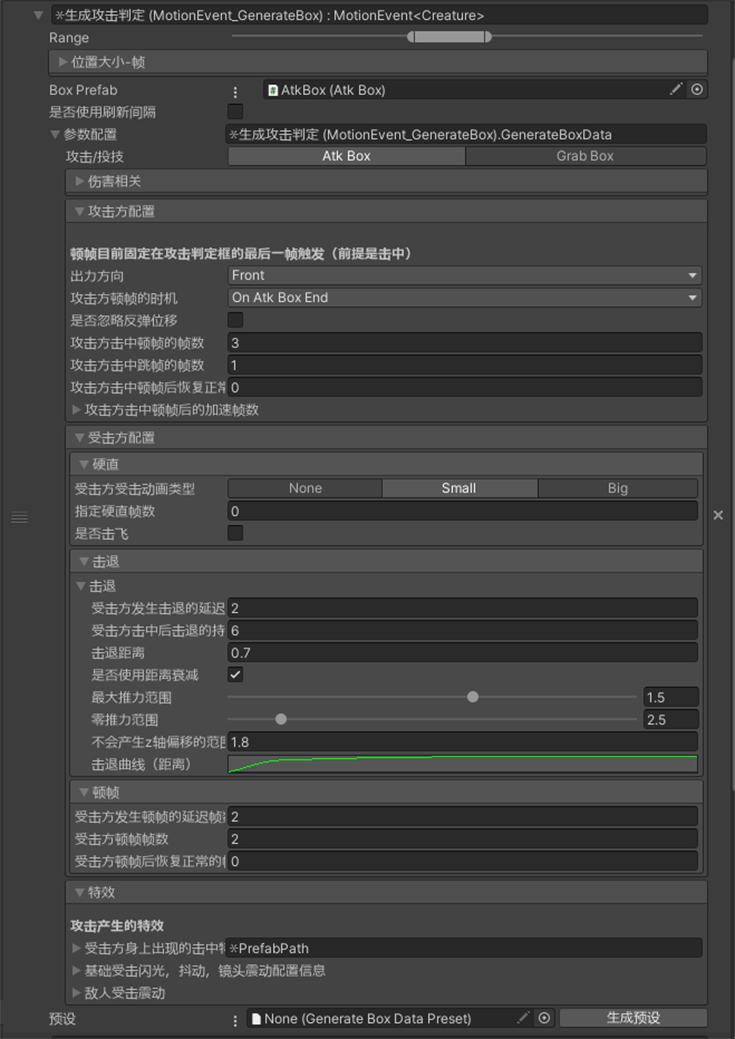 *生成攻击判定 (MotionEvent_GenerateBox) : MotionEvent<Creature>
Range
位置大小-帧
Box Prefab AtkBox (Atk Box)
是否使用刷新间隔
参数配置 *生成攻击判定 (MotionEvent_GenerateBox).GenerateBoxData
攻击/投技 Atk Box Grab Box
伤害相关
攻击方配置
顿帧目前固定在攻击判定框的最后一帧触发（前提是击中）
出力方向 Front
攻击方顿帧的时机 On Atk Box End
是否忽略反弹位移
攻击方击中顿帧的帧数 3
攻击方击中跳帧的帧数 1
攻击方击中顿帧后恢复正常 0
攻击方击中顿帧后的加速帧数
受击方配置
硬直
受击方受击动画类型 None Small Big
指定硬直帧数 0
是否击飞
击退
击退
受击方发生击退的延迟 2
受击方击中后击退的持 6
击退距离 0.7
是否使用距离衰减
最大推力范围 1.5
零推力范围 2.5
不会产生z轴偏移的范 1.8
击退曲线（距离）
顿帧
受击方发生顿帧的延迟帧 2
受击方顿帧帧数 2
受击方顿帧后恢复正常的 0
特效
攻击产生的特效
受击方身上出现的击中特 *PrefabPath
基础受击闪光，抖动，镜头震动配置信息
敌人受击震动
预设 None (Generate Box Data Preset) 生成预设